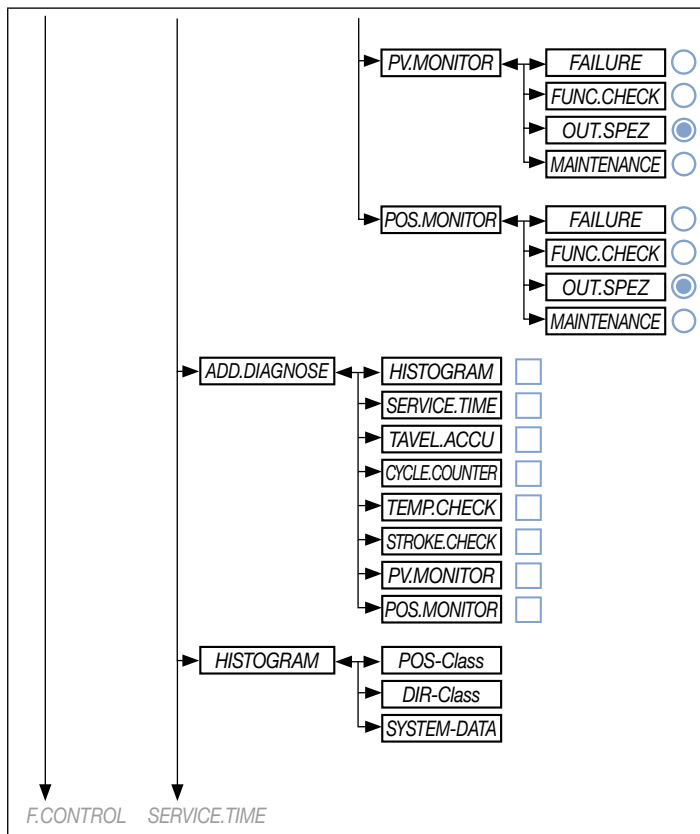 PV.MONITOR
FAILURE
FUNC.CHECK
OUT.SPEZ
MAINTENANCE
POS.MONITOR
FAILURE
FUNC.CHECK
OUT.SPEZ
MAINTENANCE
ADD.DIAGNOSE
HISTOGRAM
SERVICE.TIME
TAVEL.ACCU
CYCLE.COUNTER
TEMP.CHECK
STROKE.CHECK
PV.MONITOR
POS.MONITOR
HISTOGRAM
POS-Class
DIR-Class
SYSTEM-DATA
F.CONTROL SERVICE.TIME